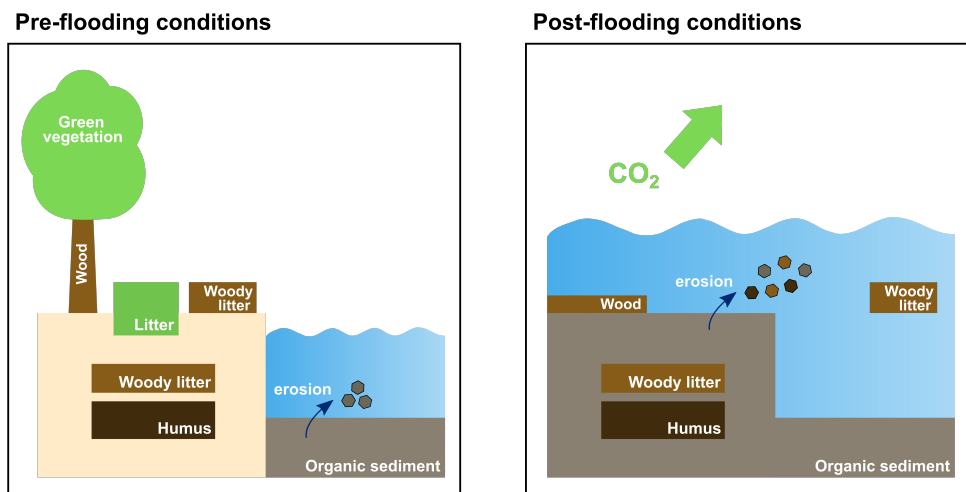 Pre-flooding conditions
Green
vegetation
Wood
Litter
Woody
litter
Woody litter
Humus
erosion
Organic sediment
Post-flooding conditions
CO₂
erosion
Wood
Woody
litter
Woody litter
Humus
Organic sediment